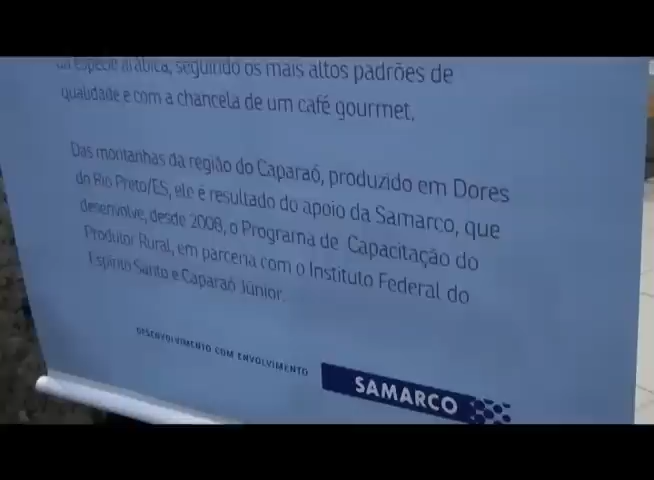 da espécie arábica, seguindo os mais altos padrões de
qualidade e com a chancela de um café gourmet.
Das montanhas da região do Caparaó, produzido em Dores
do Rio Preto/ES, ele é resultado do apoio da Samarco, que
desenvolve, desde 2008, o Programa de Capacitação do
Produtor Rural, em parceria com o Instituto Federal do
Espírito Santo e Caparaó Júnior.
DESENVOLVIMENTO COM ENVOLVIMENTO
SAMARCO